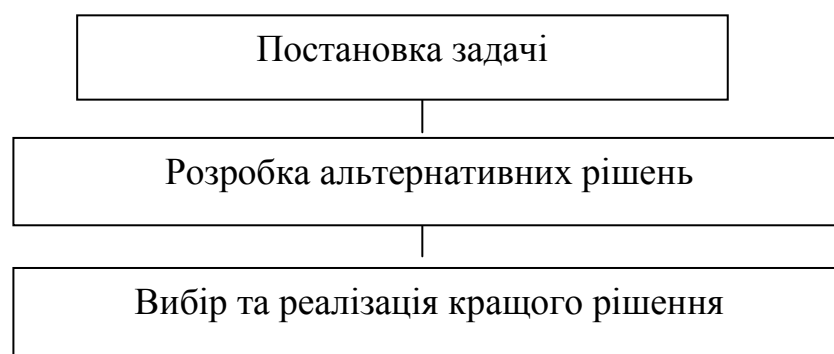 Постановка задачі
Розробка альтернативних рішень
Вибір та реалізація кращого рішення